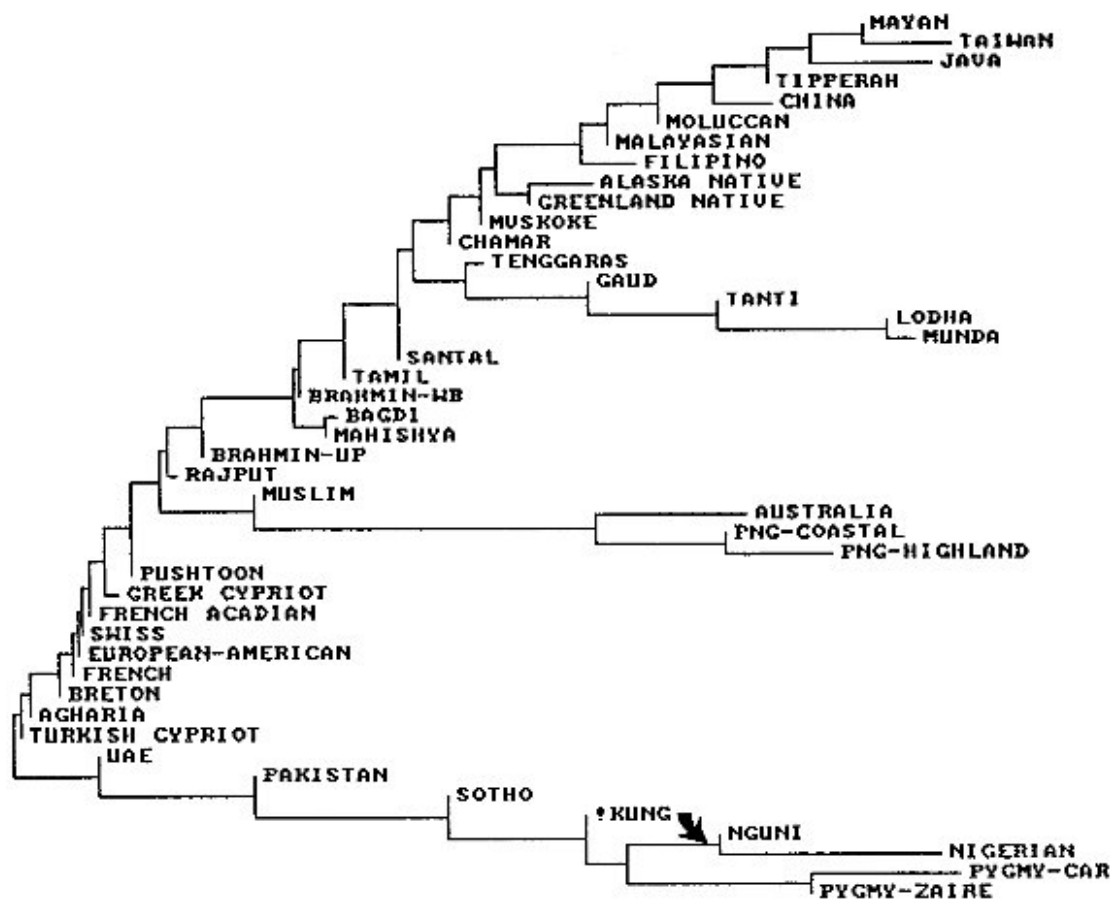 MAYAN
TAIWAN
JAVA
TIPPERAH
CHINA
MOLUCCAN
MALAYASIAN
FILIPINO
ALASKA NATIVE
GREENLAND NATIVE
MVSKOKE
CHAMAR
TENGGARAS
GAUD
TANTI
LODHA
MUNDA
SANTAL
TAMIL
BRAHMIN-WB
BAGDI
MAHISHYA
BRAHMIN-UP
RAJPUT
MUSLIM
AUSTRALIA
PNG-COASTAL
PNG-HIGHLAND
PUSHTOON
GREEK CYPRIOT
FRENCH ACADIAN
SWISS
EUROPEAN-AMERICAN
FRENCH
BRETON
AGHARIA
TURKISH CYPRIOT
UAE
PAKISTAN
SOTHO
!KUNG
NGUNI
NIGERIAN
PYGMY-CAR
PYGMY-ZAIRE